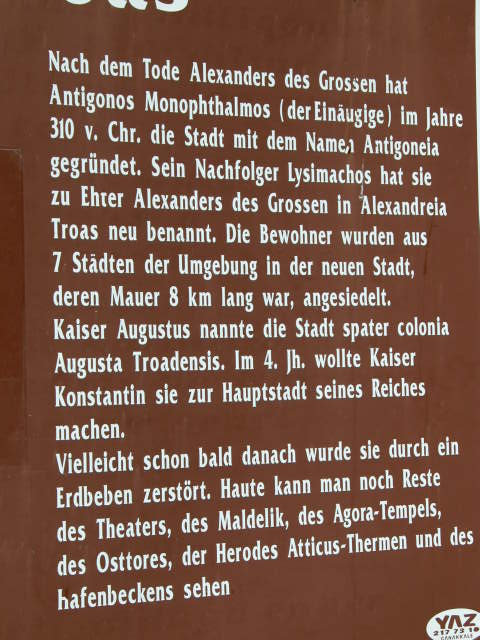 Nach dem Tode Alexanders des Grossen hat
Antigonos Monophthalmos (der Einäugige) im Jahre
310 v. Chr. die Stadt mit dem Namen Antigoneia
gegründet. Sein Nachfolger Lysimachos hat sie
zu Ehrer Alexanders des Grossen in Alexandreia
Troas neu benannt. Die Bewohner wurden aus
7 Städten der Umgebung in der neuen Stadt,
deren Mauer 8 km lang war, angesiedelt.
Kaiser Augustus nannte die Stadt spater colonia
Augusta Troadensis. Im 4. Jh. wollte Kaiser
Konstantin sie zur Hauptstadt seines Reiches
machen.
Vielleicht schon bald danach wurde sie durch ein
Erdbeben zerstört. Haute kann man noch Reste
des Theaters, des Maldelik, des Agora-Tempels,
des Osttores, der Herodes Atticus-Thermen und des
hafenbeckens sehen
YAZ
217 73 10
ÇANAKKALE